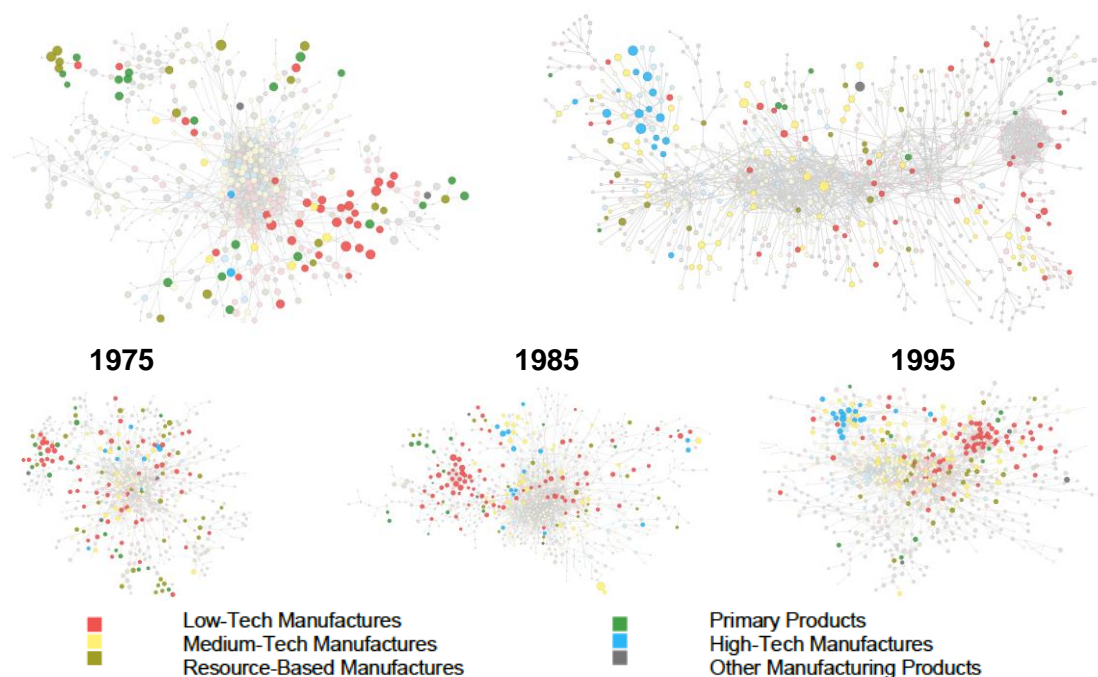 1975
1985
1995
Low-Tech Manufactures
Medium-Tech Manufactures
Resource-Based Manufactures
Primary Products
High-Tech Manufactures
Other Manufacturing Products